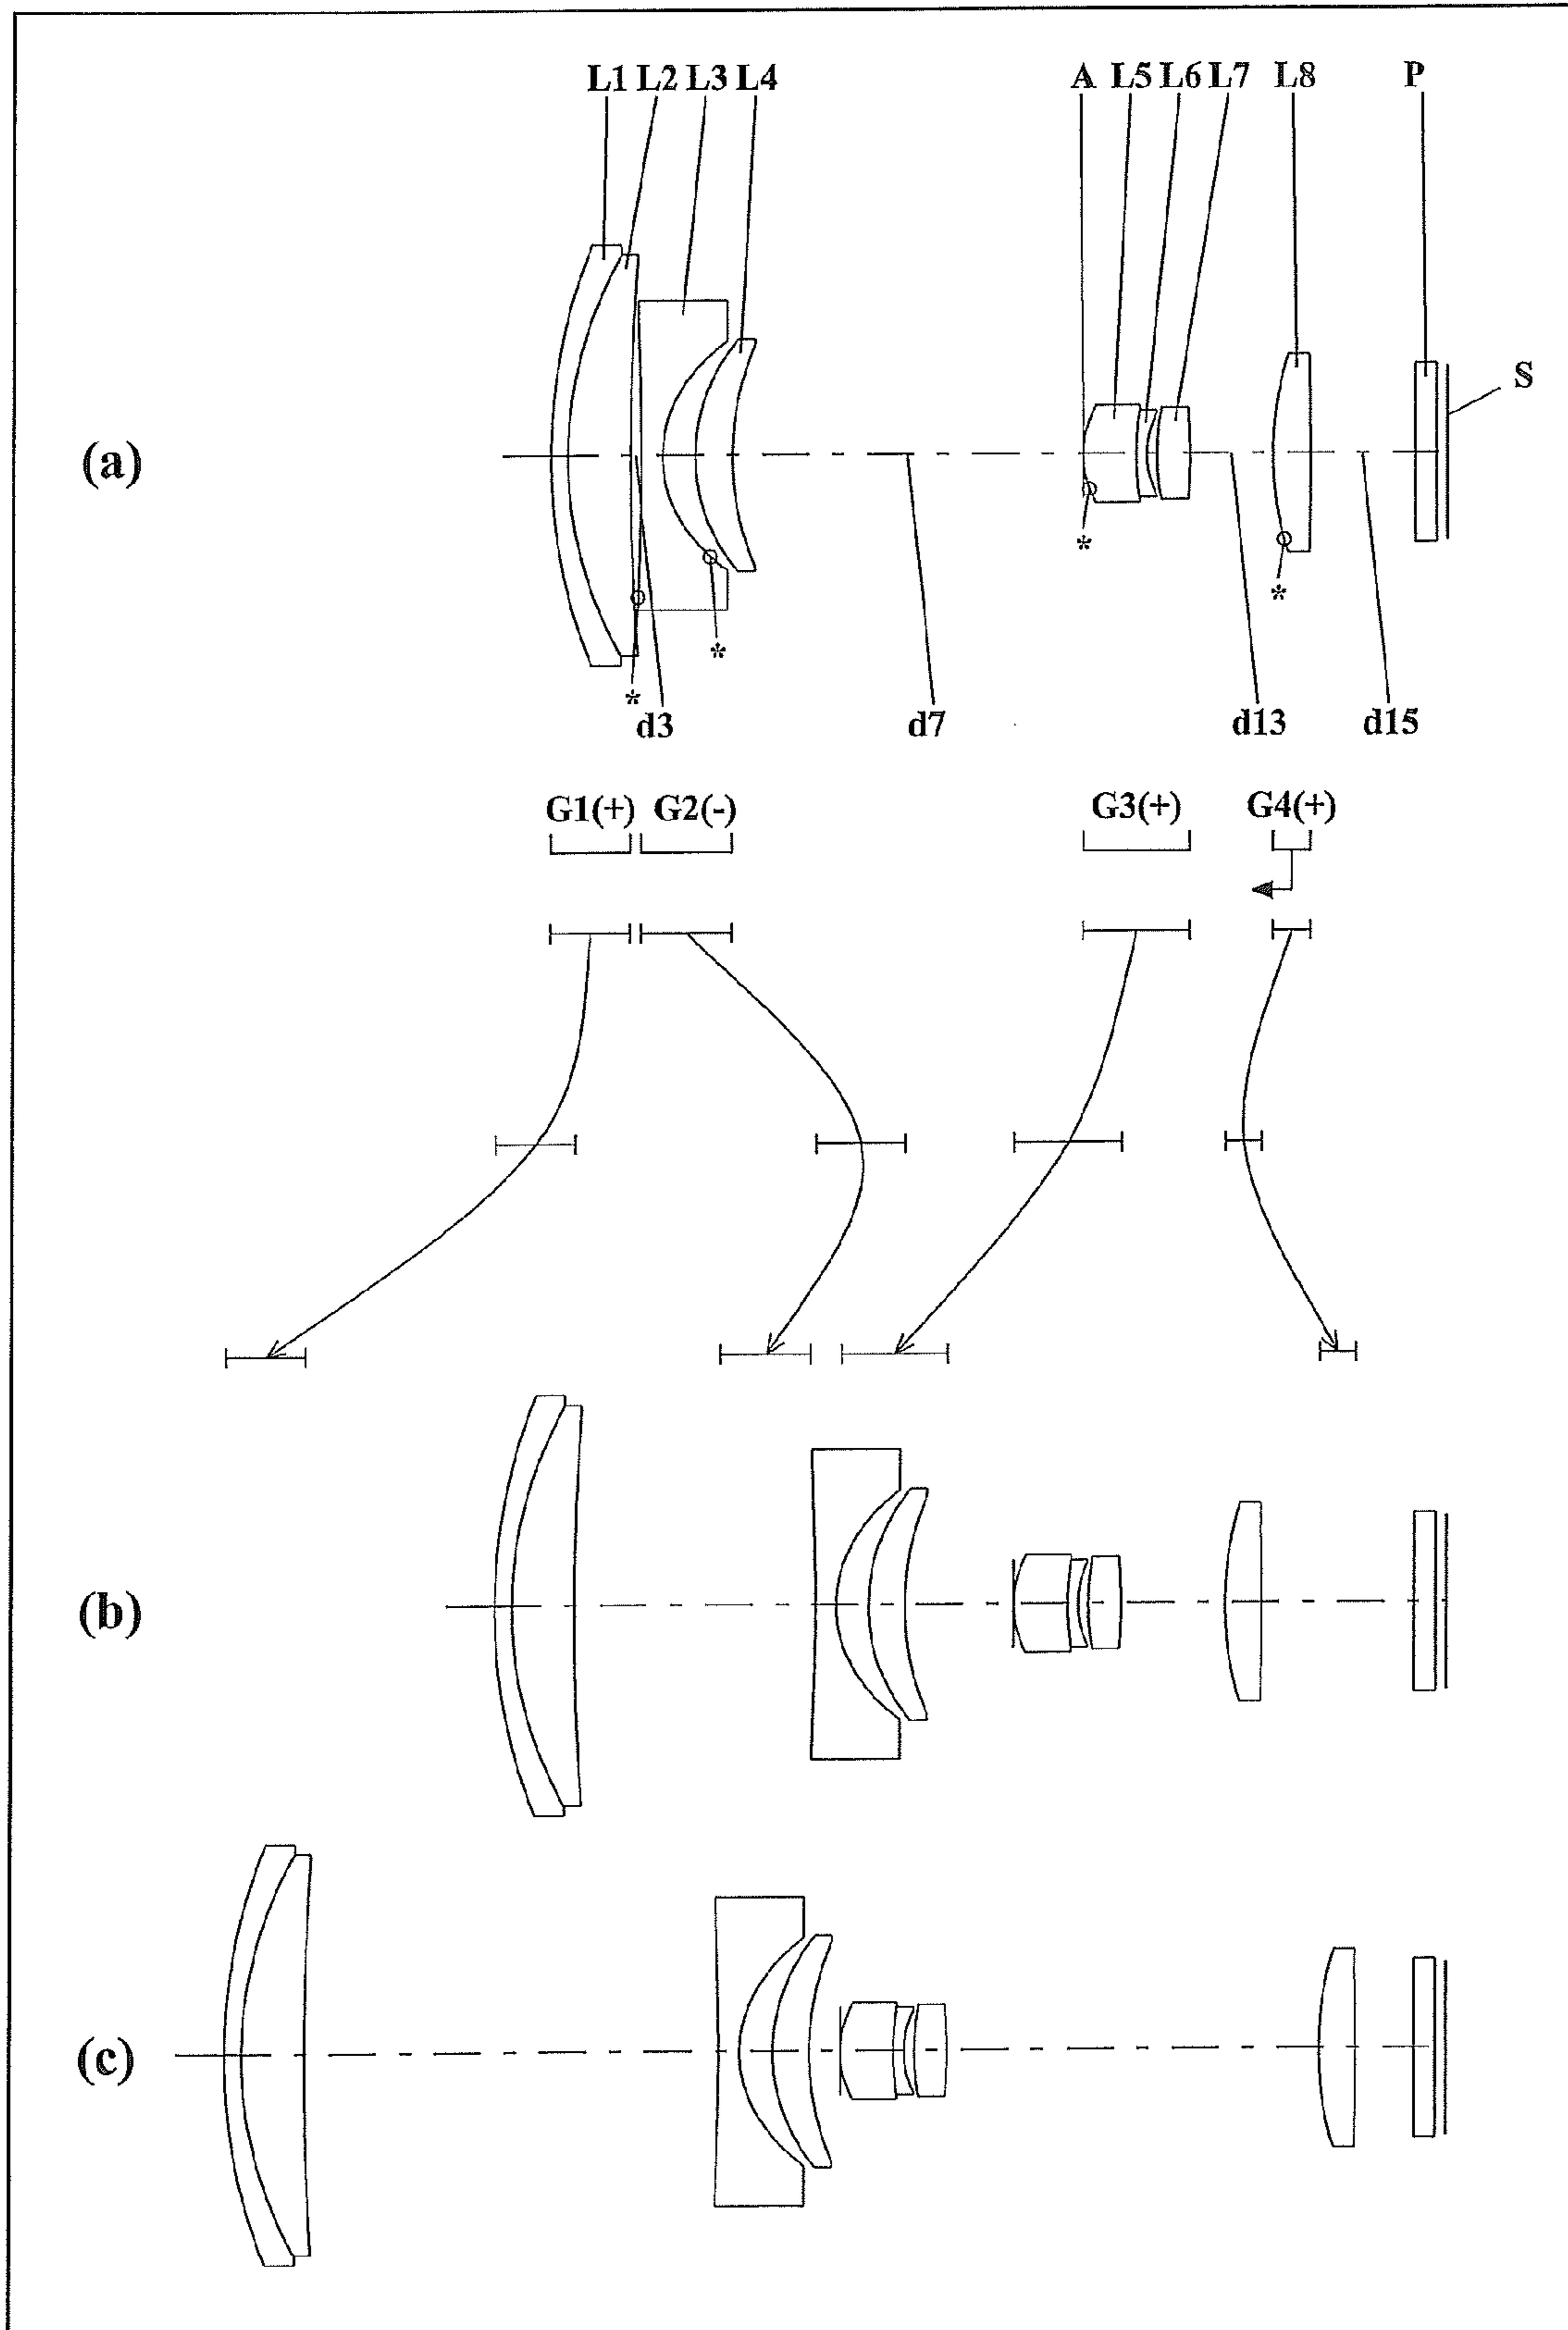 L1 L2 L3 L4 A L5 L6 L7 L8 P
S
(a)
* * * *
d3 d7 d13 d15
G1(+) G2(-) G3(+) G4(+)
(b)
(c)